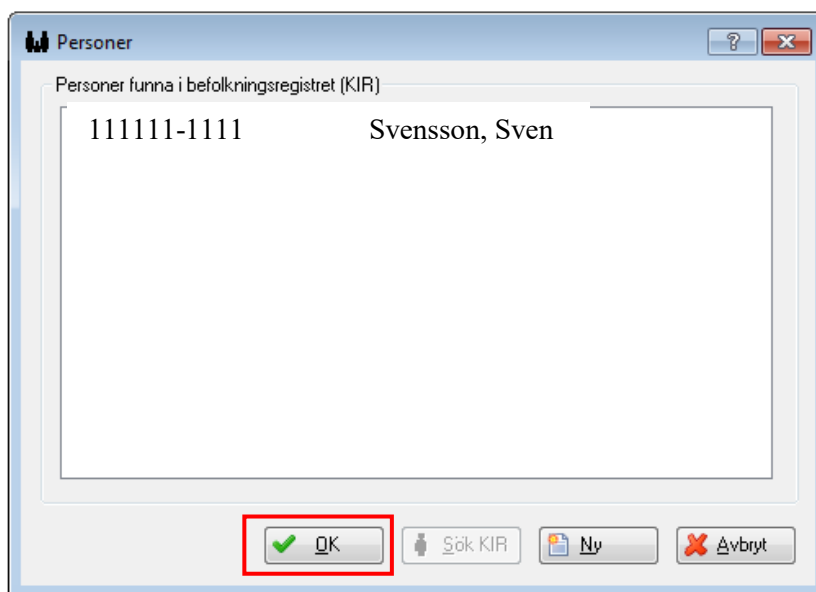 Personer
Personer funna i befolkningsregistret (KIR)
111111-1111 Svensson, Sven
OK Sök KIR Ny Avbryt